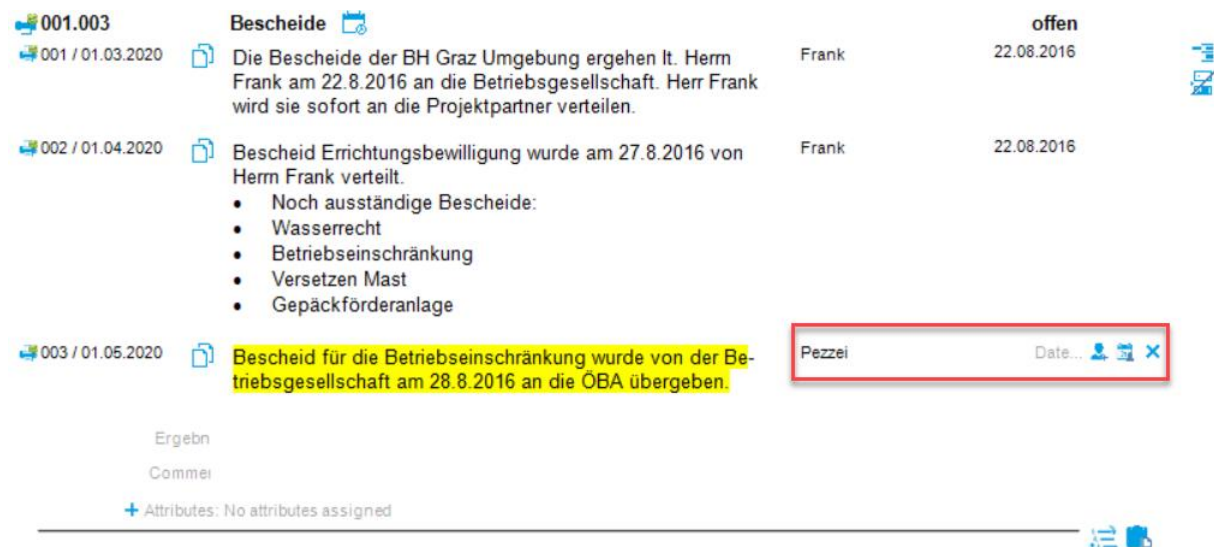 001.003 Bescheide offen
001 / 01.03.2020 Die Bescheide der BH Graz Umgebung ergehen lt. Herrn Frank 22.08.2016
Frank am 22.8.2016 an die Betriebsgesellschaft. Herr Frank
wird sie sofort an die Projektpartner verteilen.
002 / 01.04.2020 Bescheid Errichtungsbewilligung wurde am 27.8.2016 von Frank 22.08.2016
Herrn Frank verteilt.
• Noch ausständige Bescheide:
• Wasserrecht
• Betriebseinschränkung
• Versetzen Mast
• Gepäckförderanlage
003 / 01.05.2020 Bescheid für die Betriebseinschränkung wurde von der Be- Pezzei Date...
triebsgesellschaft am 28.8.2016 an die ÖBA übergeben.
Ergebn
Commei
+ Attributes: No attributes assigned